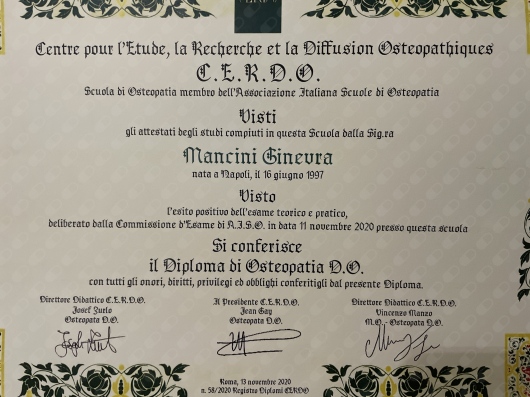 Centre pour l'Etude, la Recherche et la Diffusion Osteopathiques
C.E.R.D.O.
Scuola di Osteopatia membro dell'Associazione Italiana Scuole di Osteopatia
Visti
gli attestati degli studi compiuti in questa Scuola dalla Sig.ra
Mancini Ginevra
nata a Napoli, il 16 giugno 1997
Visto
l'esito positivo dell'esame teorico e pratico,
deliberato dalla Commissione d'Esame di A.I.S.O. in data 11 novembre 2020 presso questa scuola
Si conferisce
il Diploma di Osteopatia D.O.
con tutti gli onori, diritti, privilegi ed obblighi conferitigli dal presente Diploma.
Direttore Didattico C.E.R.D.O.
Josef Zurlo
Osteopata D.O.
Il Presidente C.E.R.D.O.
Jean Gay
Osteopata D.O.
Direttore Didattico C.E.R.D.O.
Vincenzo Manzo
M.O. - Osteopata D.O.
Roma, 13 novembre 2020
n. 58/2020 Registro Diplomi CERDO